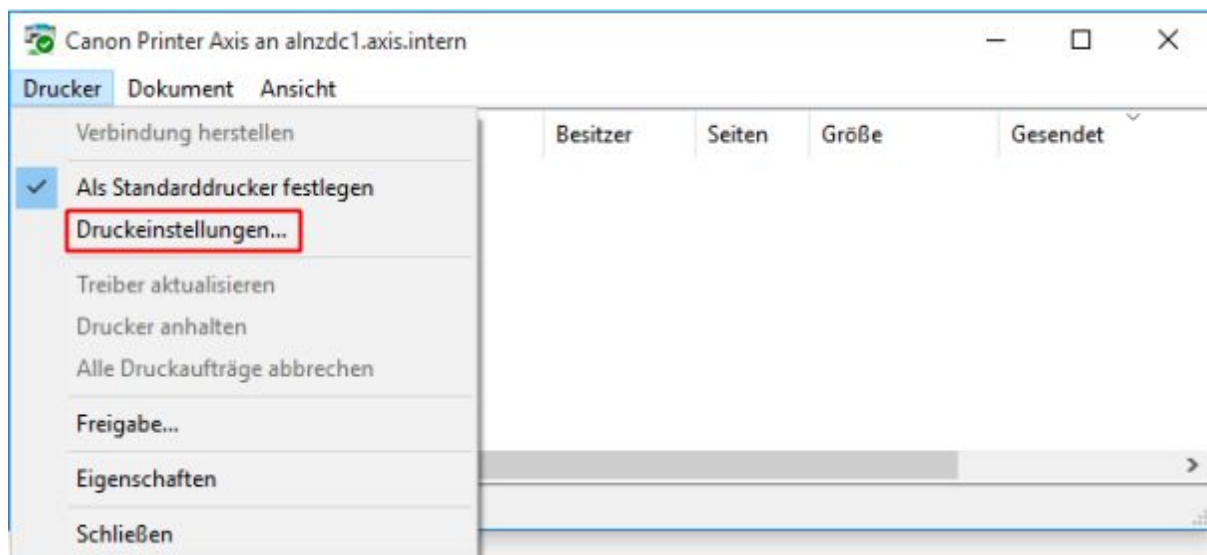 Canon Printer Axis an alnzdc1.axis.intern
Drucker Dokument Ansicht
Verbindung herstellen
Besitzer Seiten Größe Gesendet
Als Standarddrucker festlegen
Druckeinstellungen...
Treiber aktualisieren
Drucker anhalten
Alle Druckaufträge abbrechen
Freigabe...
Eigenschaften
Schließen